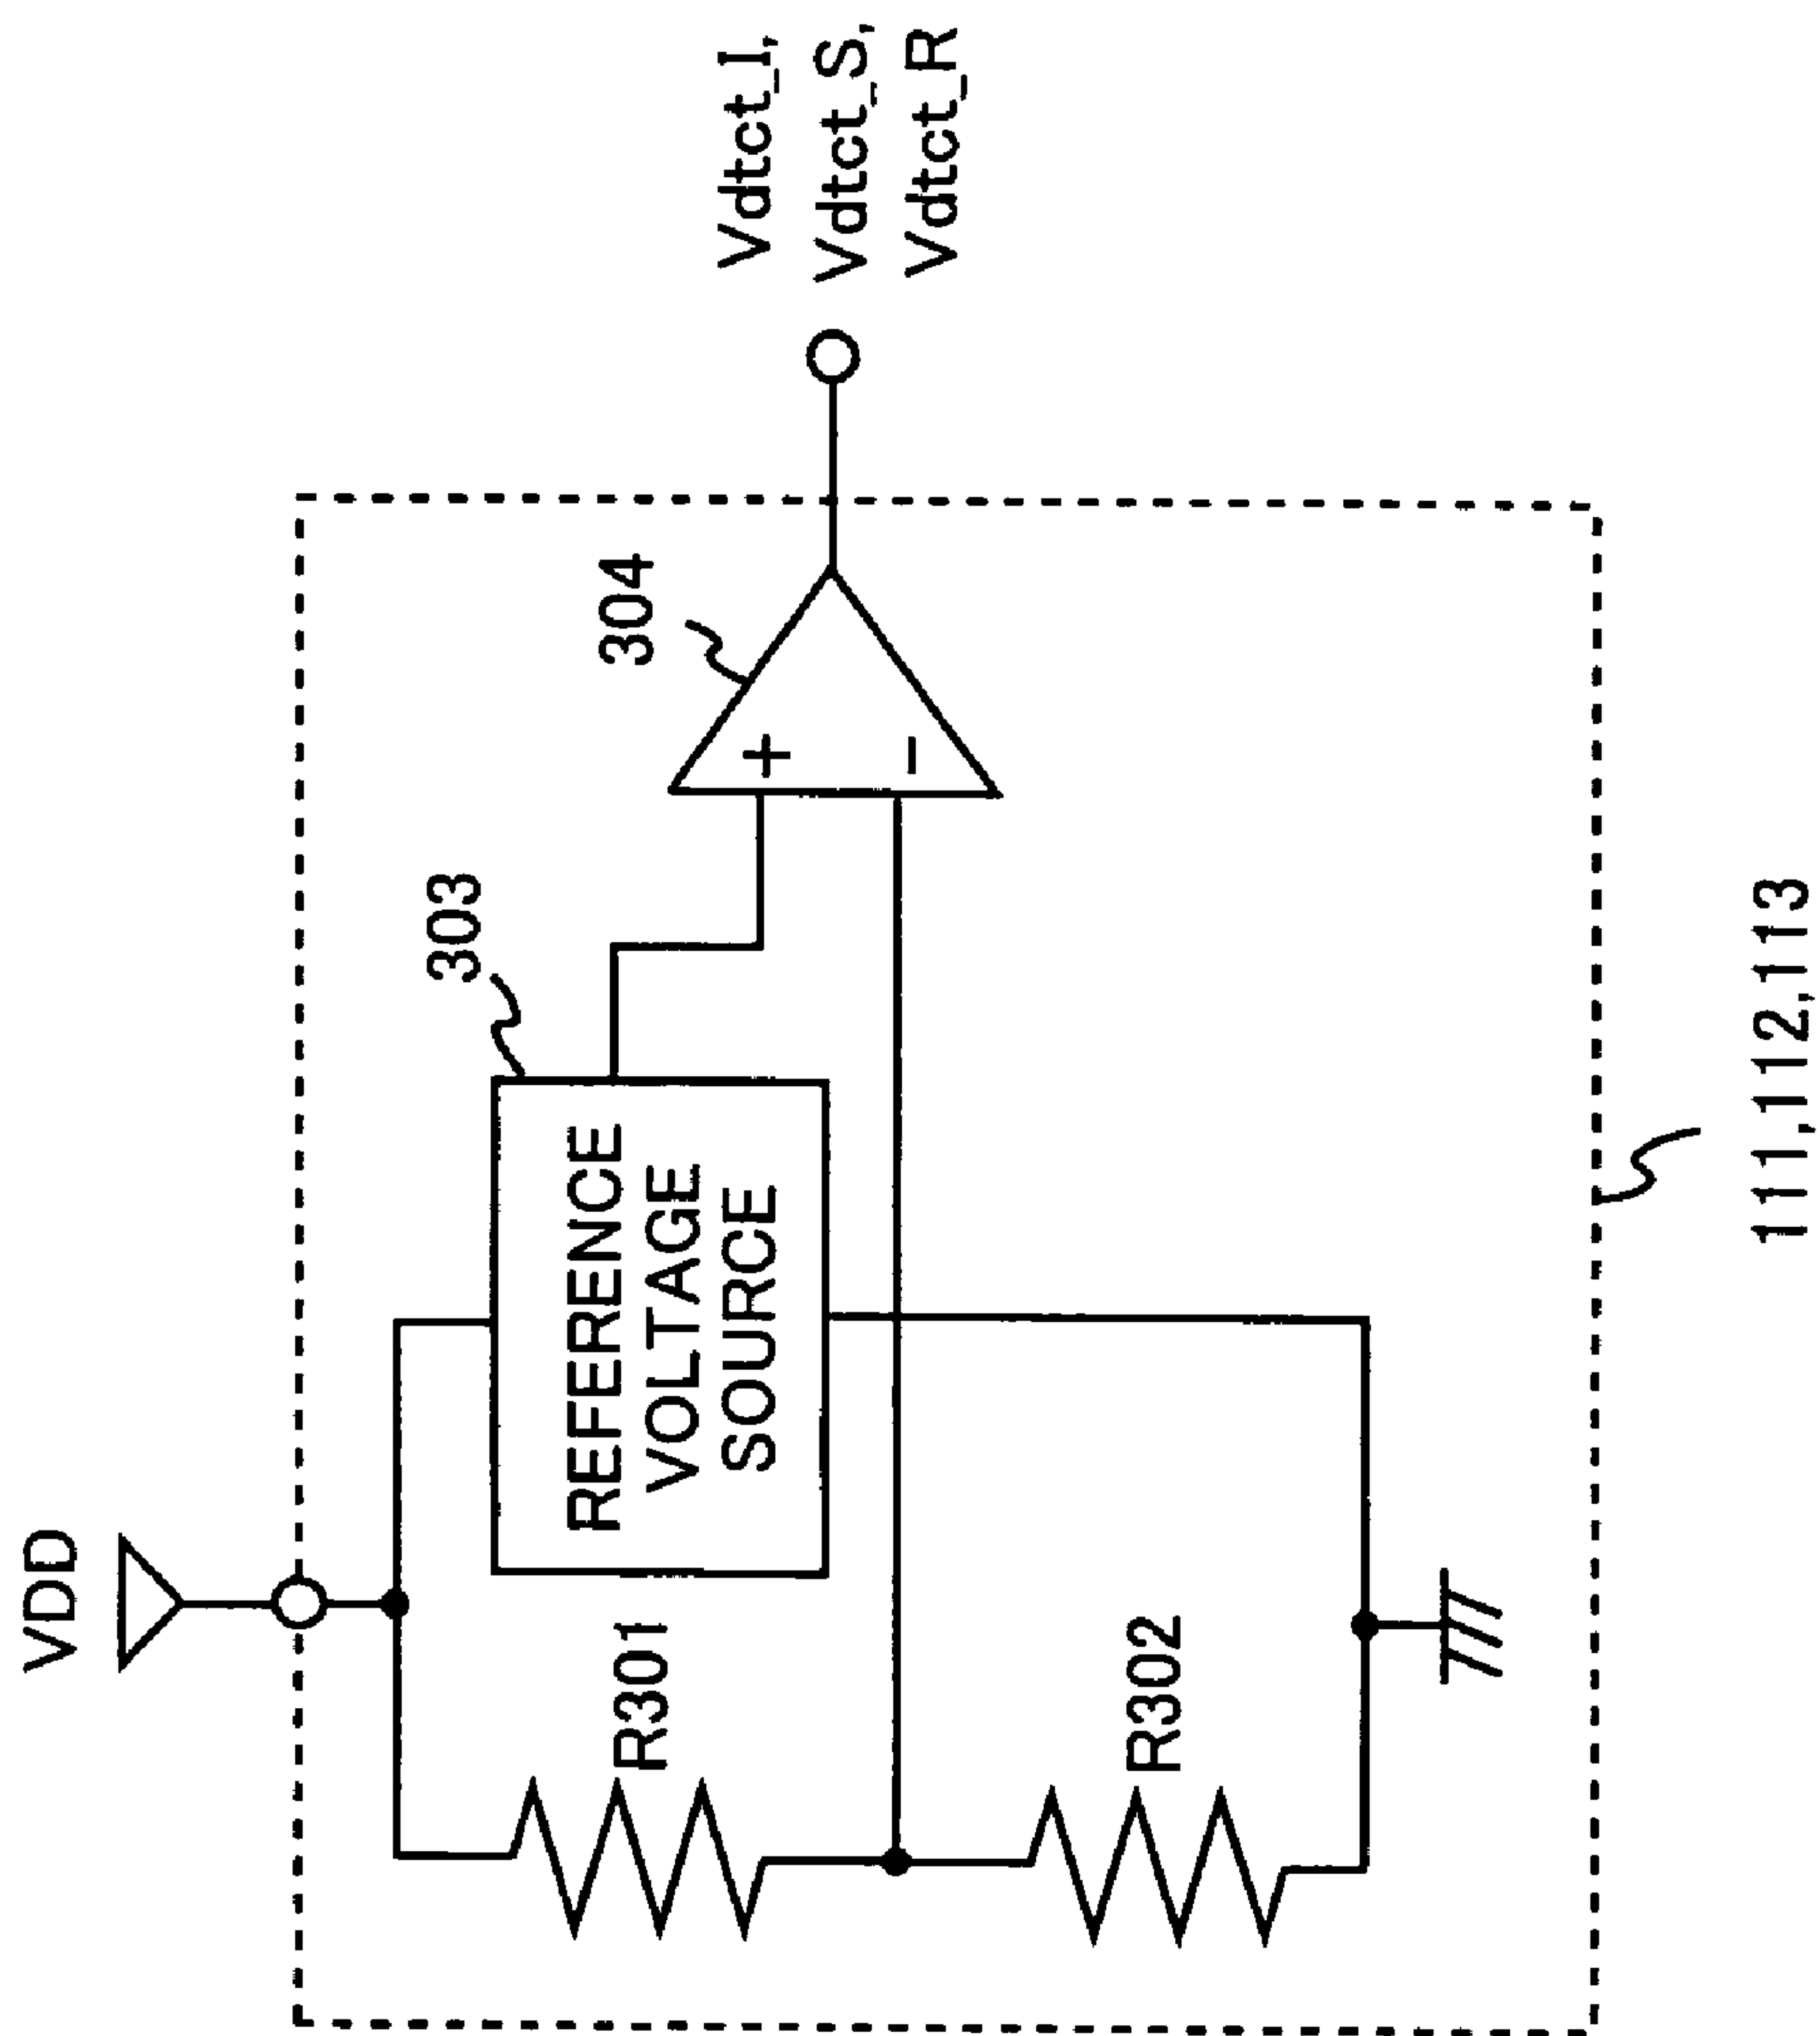 VDD
R301
R302
REFERENCE
VOLTAGE
SOURCE
303
304
+
−
Vdtct_I,
Vdtct_S,
Vdtct_R
111,112,113